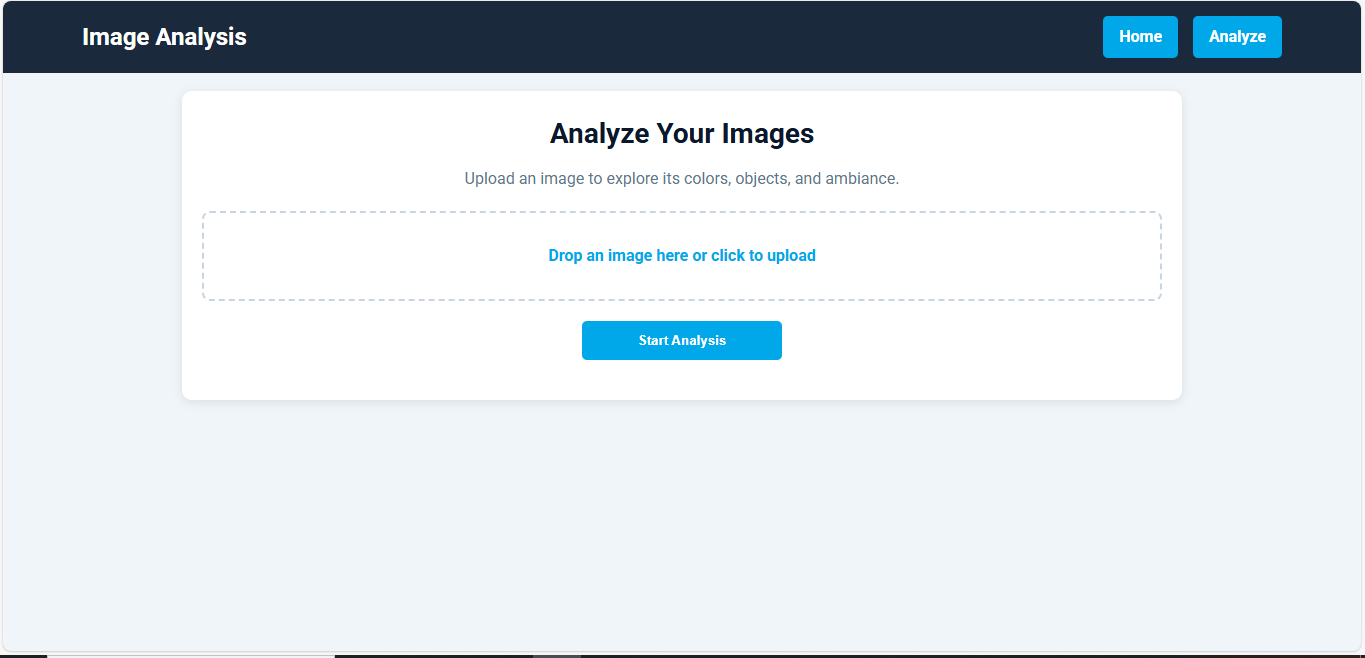 Image Analysis
Home
Analyze
Analyze Your Images
Upload an image to explore its colors, objects, and ambiance.
Drop an image here or click to upload
Start Analysis